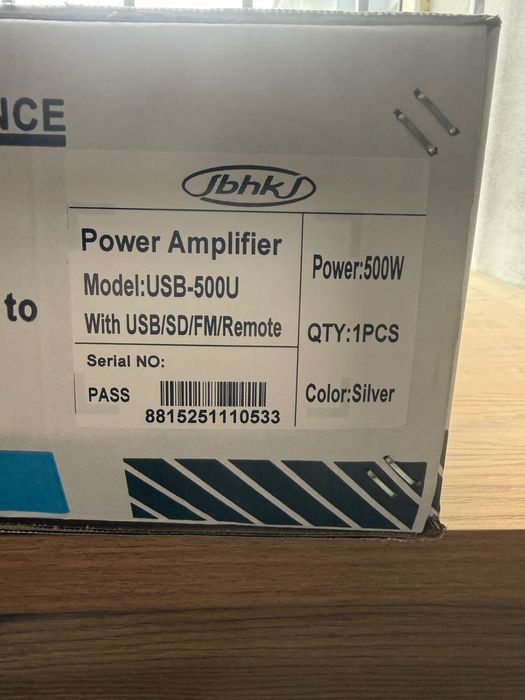 NCE
Jbhkj
Power Amplifier
Model:USB-500U
With USB/SD/FM/Remote
Power:500W
QTY:1PCS
to
Serial NO:
PASS
8815251110533
Color:Silver